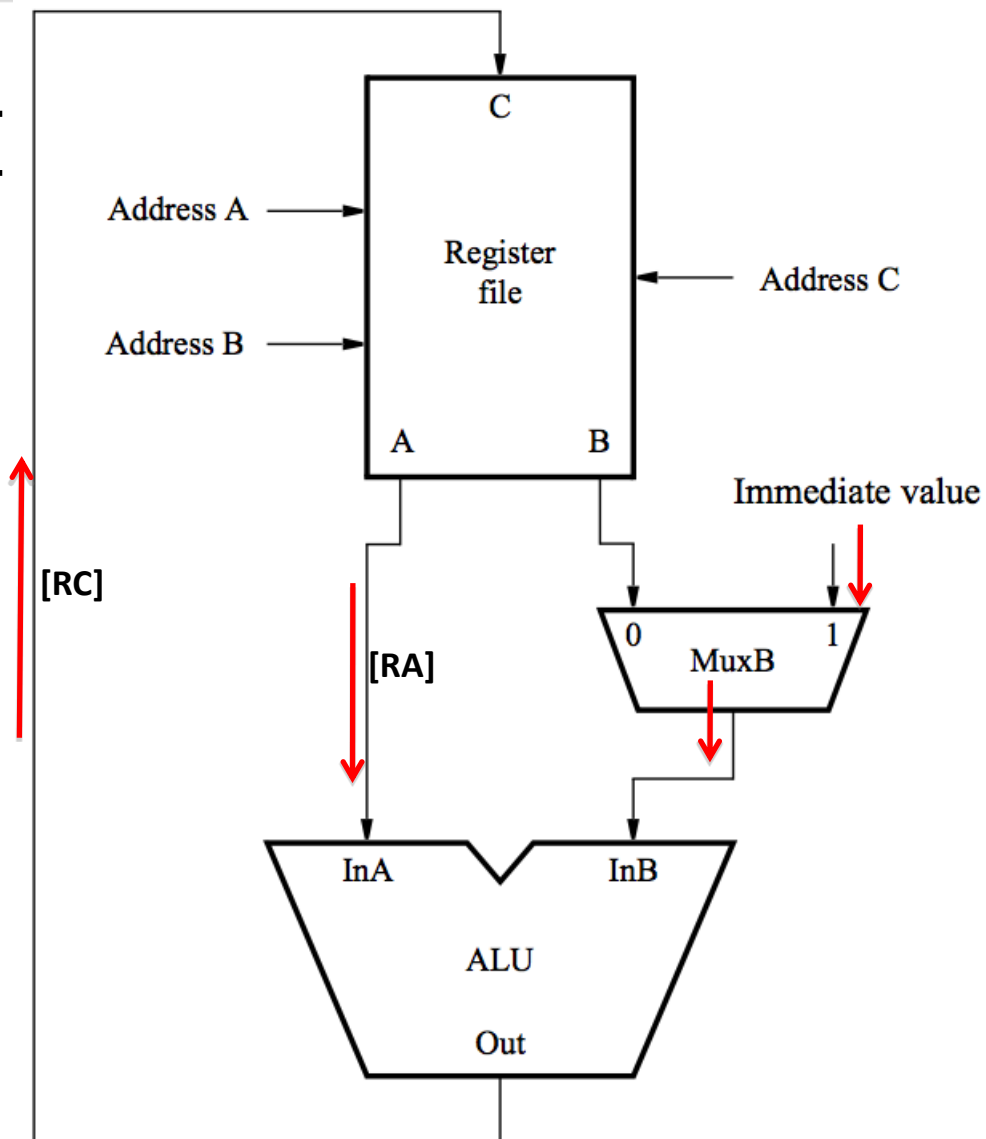 C
Address A
Register
file
Address C
Address B
A
B
Immediate value
[RC]
0
1
MuxB
[RA]
InA
InB
ALU
Out